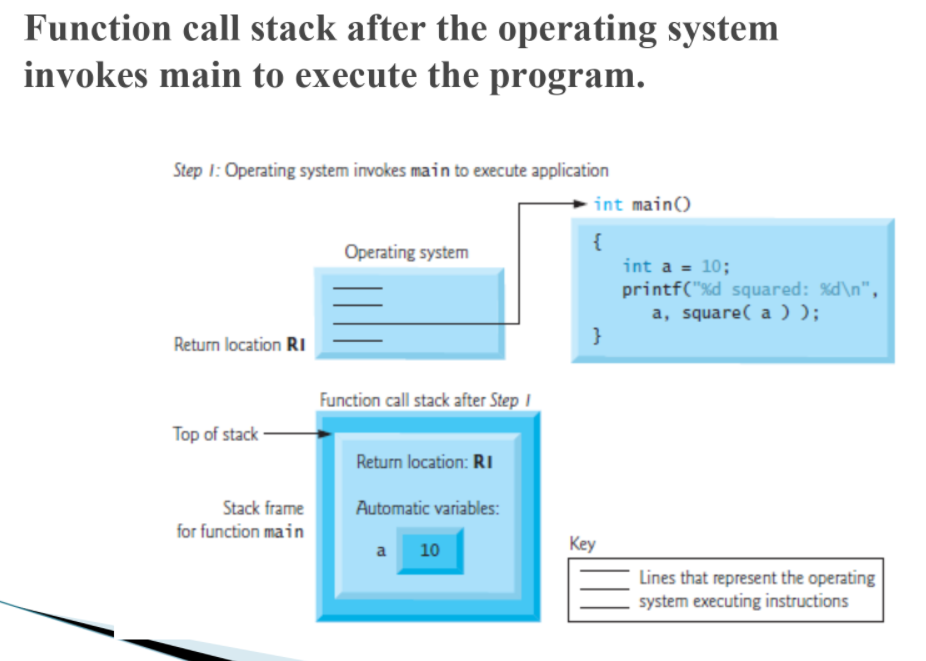 Function call stack after the operating system
invokes main to execute the program.
Step 1: Operating system invokes main to execute application
int main()
{
int a = 10;
printf("%d squared: %d\n",
a, square( a ) );
}
Operating system
Return location R1
Function call stack after Step 1
Top of stack
Return location: R1
Stack frame
for function main
Automatic variables:
a 10
Key
Lines that represent the operating
system executing instructions